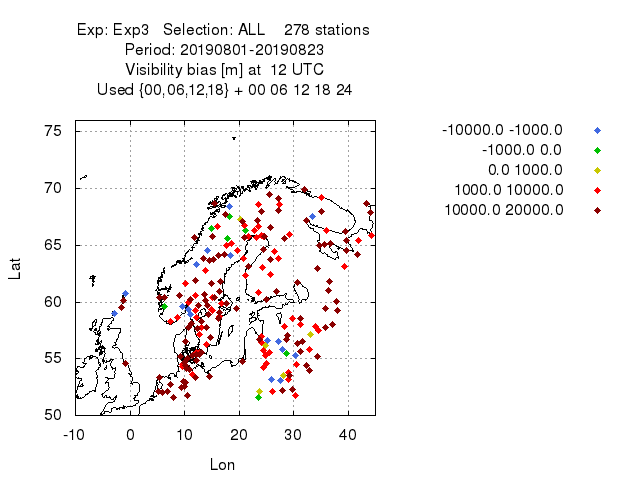 Exp: Exp3   Selection: ALL    278 stations
Period: 20190801-20190823
Visibility bias [m] at  12 UTC
Used {00,06,12,18} + 00 06 12 18 24
-10000.0 -1000.0
-1000.0 0.0
0.0 1000.0
1000.0 10000.0
10000.0 20000.0
75
70
65
60
55
50
Lat
-10 0 10 20 30 40
Lon